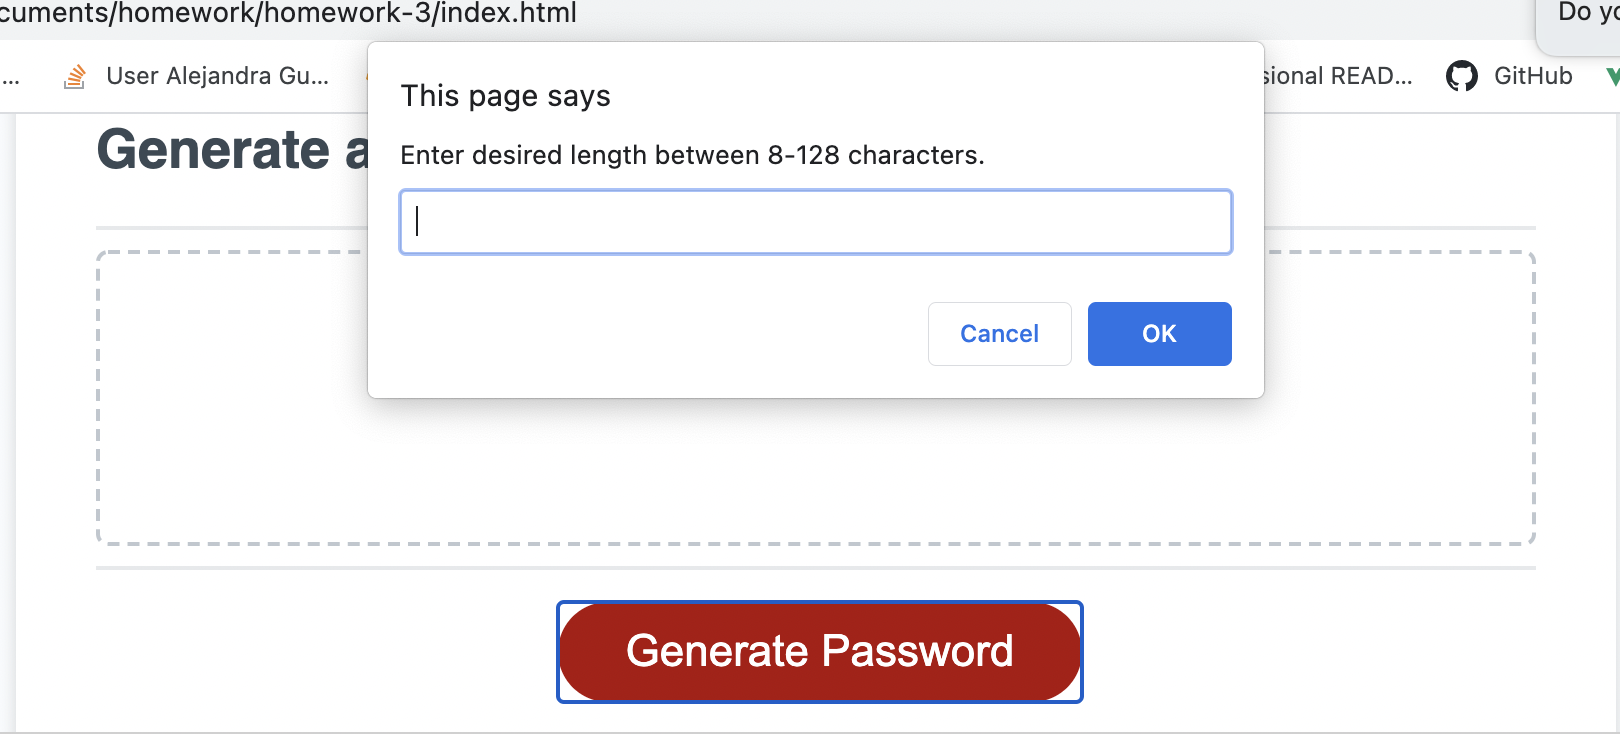 cuments/homework/homework-3/index.html
Do yo
... User Alejandra Gu... sional READ... GitHub
This page says
Enter desired length between 8-128 characters.
Generate a
Cancel OK
Generate Password